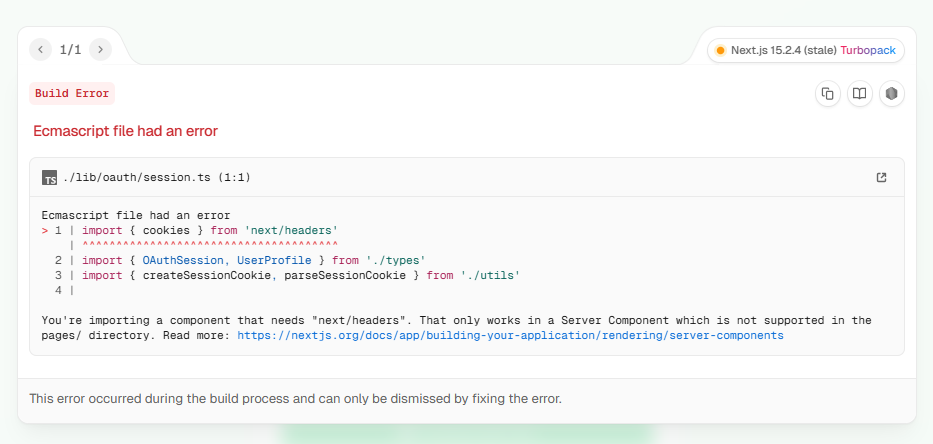 1/1
Next.js 15.2.4 (stale) Turbopack
Build Error
Ecmascript file had an error
TS ./lib/oauth/session.ts (1:1)
Ecmascript file had an error
> 1 | import { cookies } from 'next/headers'
| ^^^^^^^^^^^^^^^^^^^^^^^^^^^^^^^^^^^^^^
2 | import { OAuthSession, UserProfile } from './types'
3 | import { createSessionCookie, parseSessionCookie } from './utils'
4 |
You're importing a component that needs "next/headers". That only works in a Server Component which is not supported in the
pages/ directory. Read more: https://nextjs.org/docs/app/building-your-application/rendering/server-components
This error occurred during the build process and can only be dismissed by fixing the error.